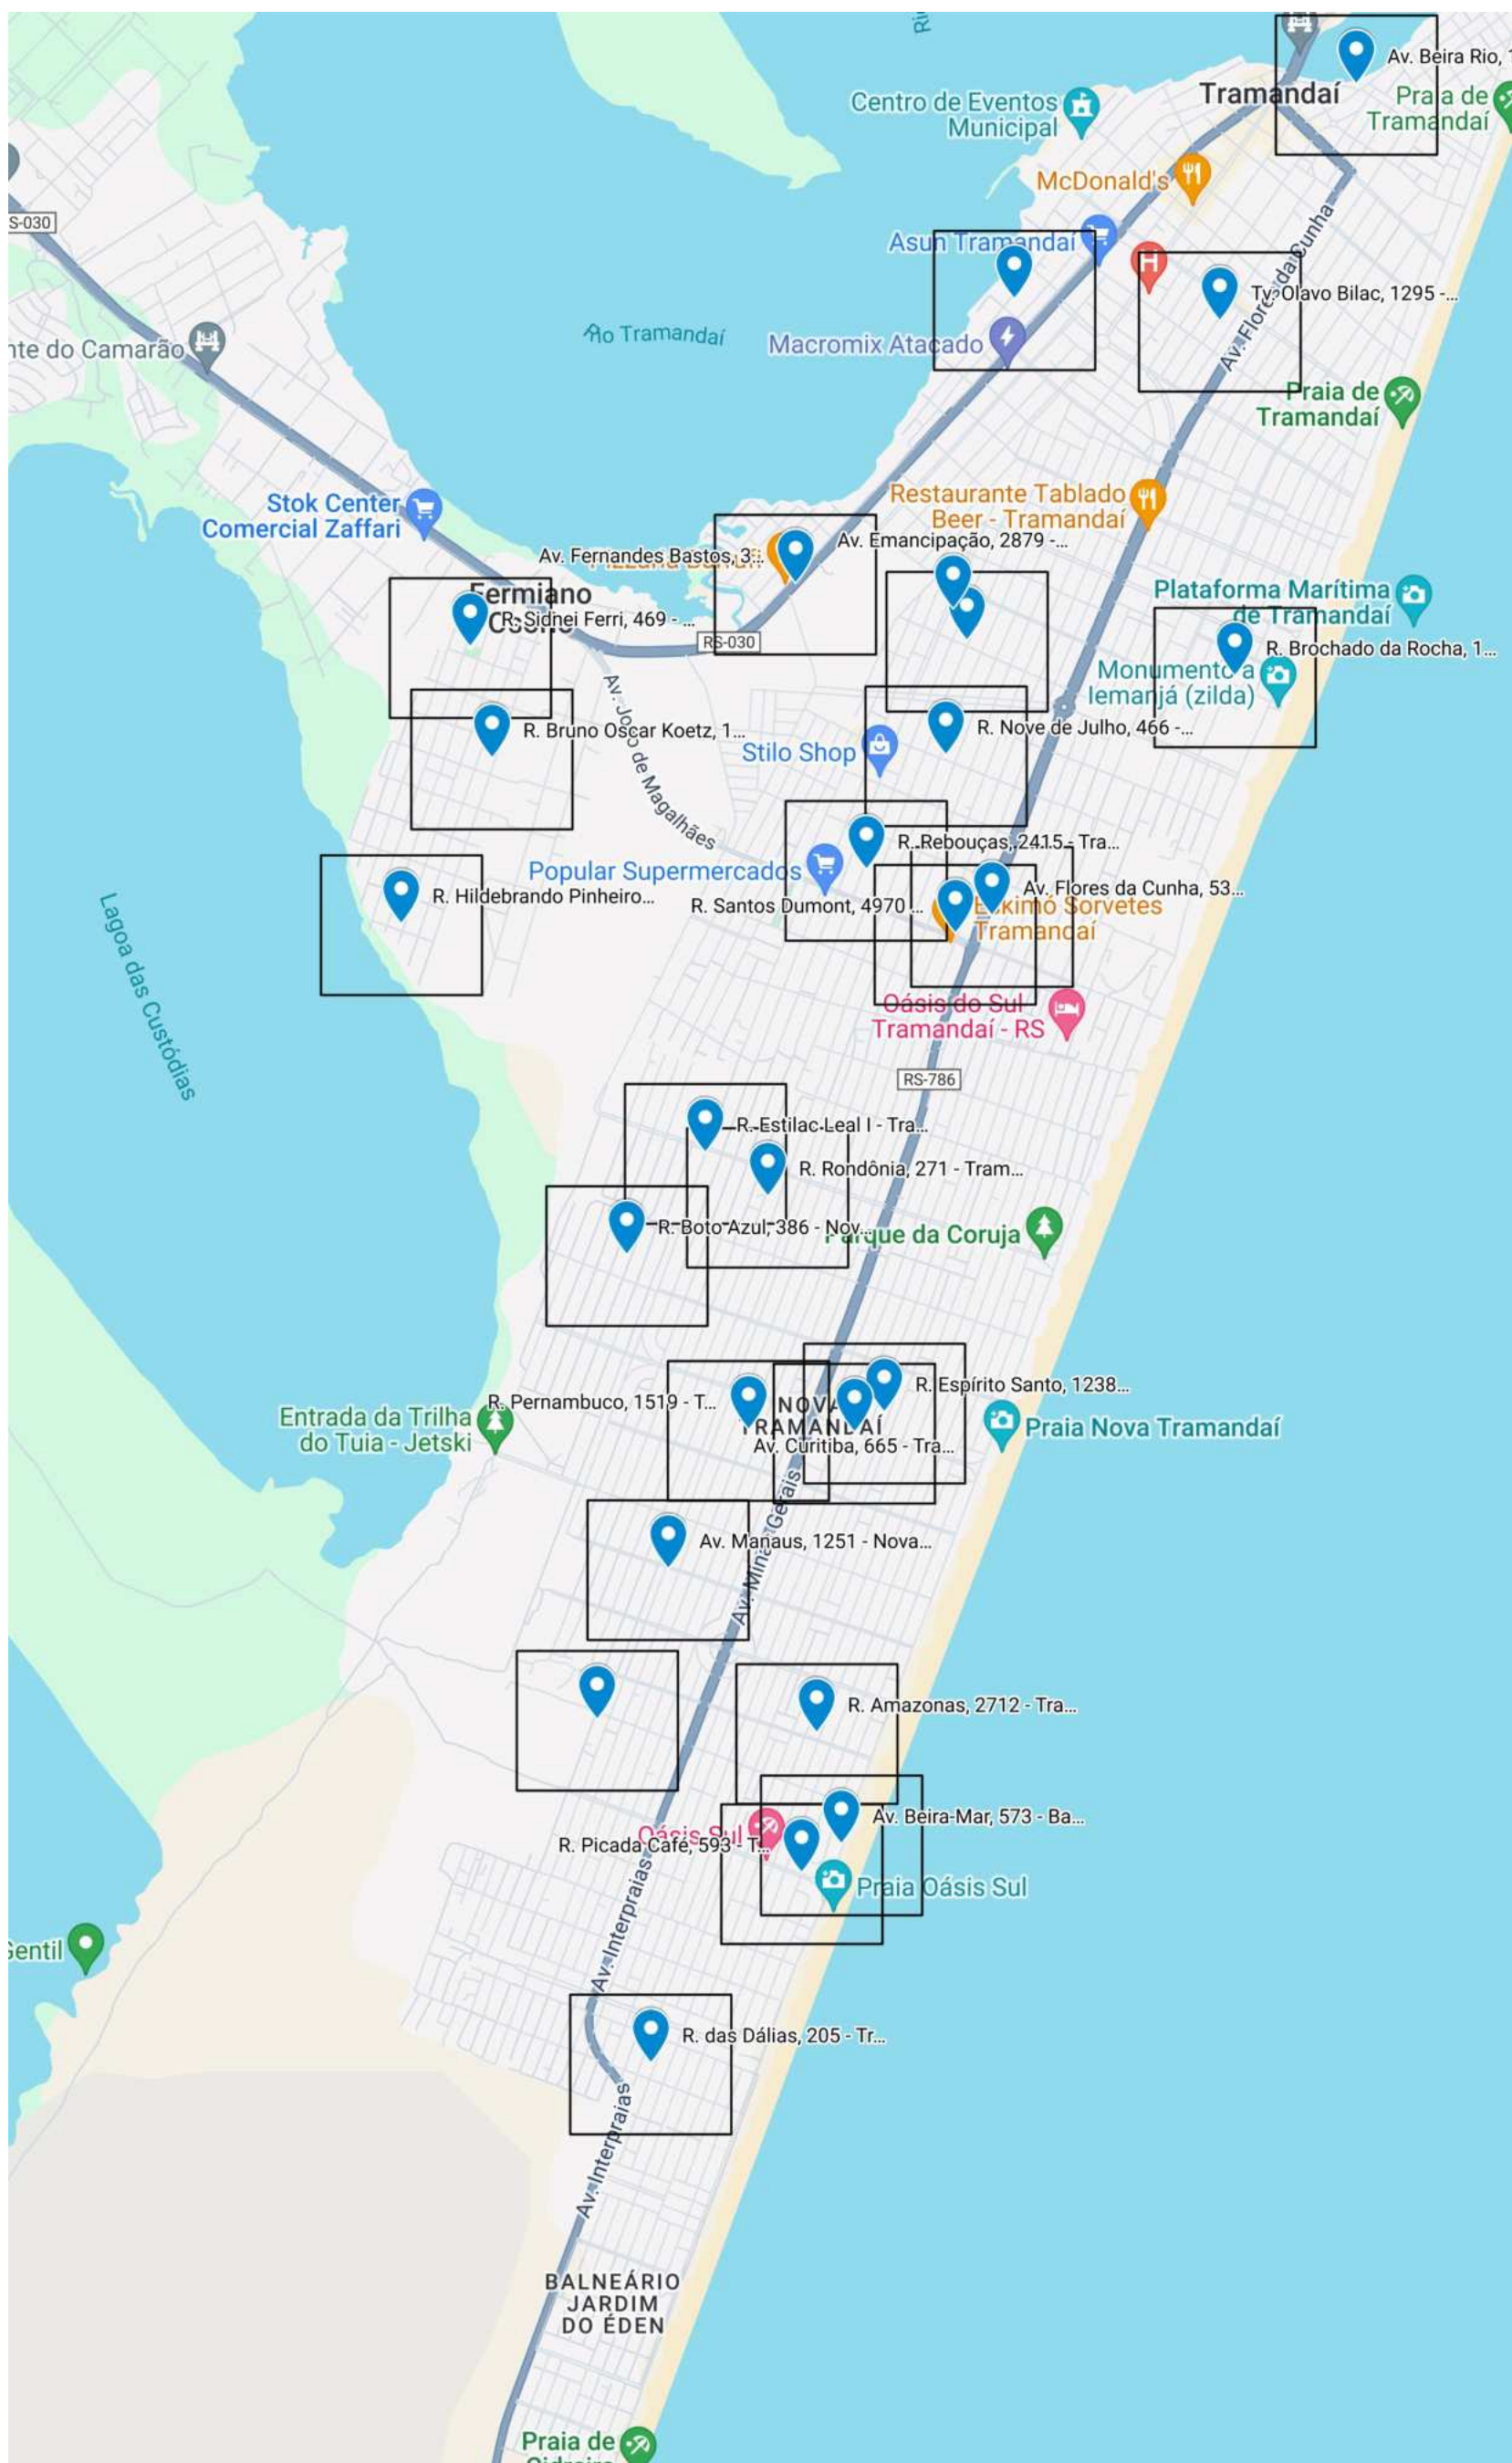 Av. Beira Rio, 1
Centro de Eventos
Municipal
Tramandaí
Praia de
Tramandaí
McDonald's
S-030
Asun Tramandaí
H
Av. Flores da Cunha
Tv. Olavo Bilac, 1295 -...
Rio Tramandaí
nte do Camarão
Macromix Atacado
Praia de
Tramandaí
Stok Center
Comercial Zaffari
Restaurante Tablado
Beer - Tramandaí
Av. Fernandes Bastos, 3...
Av. Emancipação, 2879 -...
Fermiano
R. Sidnei Ferri, 469 - ...
RS-030
Plataforma Marítima
de Tramandaí
R. Brochado da Rocha, 1...
Monumento a
Iemanjá (zilda)
Av. João de Magalhães
R. Bruno Oscar Koetz, 1...
Stilo Shop
R. Nove de Julho, 466 -...
R. Rebouças, 2415 - Tra...
Popular Supermercados
R. Hildebrando Pinheiro...
R. Santos Dumont, 4970 ...
Av. Flores da Cunha, 53...
Eskimó Sorvetes
Tramandaí
Lagoa das Custódias
Oásis do Sul
Tramandaí - RS
RS-786
R. Estilac Leal I - Tra...
R. Rondônia, 271 - Tram...
R. Boto Azul, 386 - Nov...
Parque da Coruja
R. Espírito Santo, 1238...
R. Pernambuco, 1519 - T...
NOVA
TRAMANDAÍ
Entrada da Trilha
do Tuia - Jetski
Praia Nova Tramandaí
Av. Curitiba, 665 - Tra...
Av. Minas Gerais
Av. Manaus, 1251 - Nova...
R. Amazonas, 2712 - Tra...
Av. Beira-Mar, 573 - Ba...
Oásis Sul
R. Picada Café, 593 - T...
Praia Oásis Sul
Av. Interpraias
Gentil
R. das Dálias, 205 - Tr...
Av. Interpraias
BALNEÁRIO
JARDIM
DO ÉDEN
Praia de